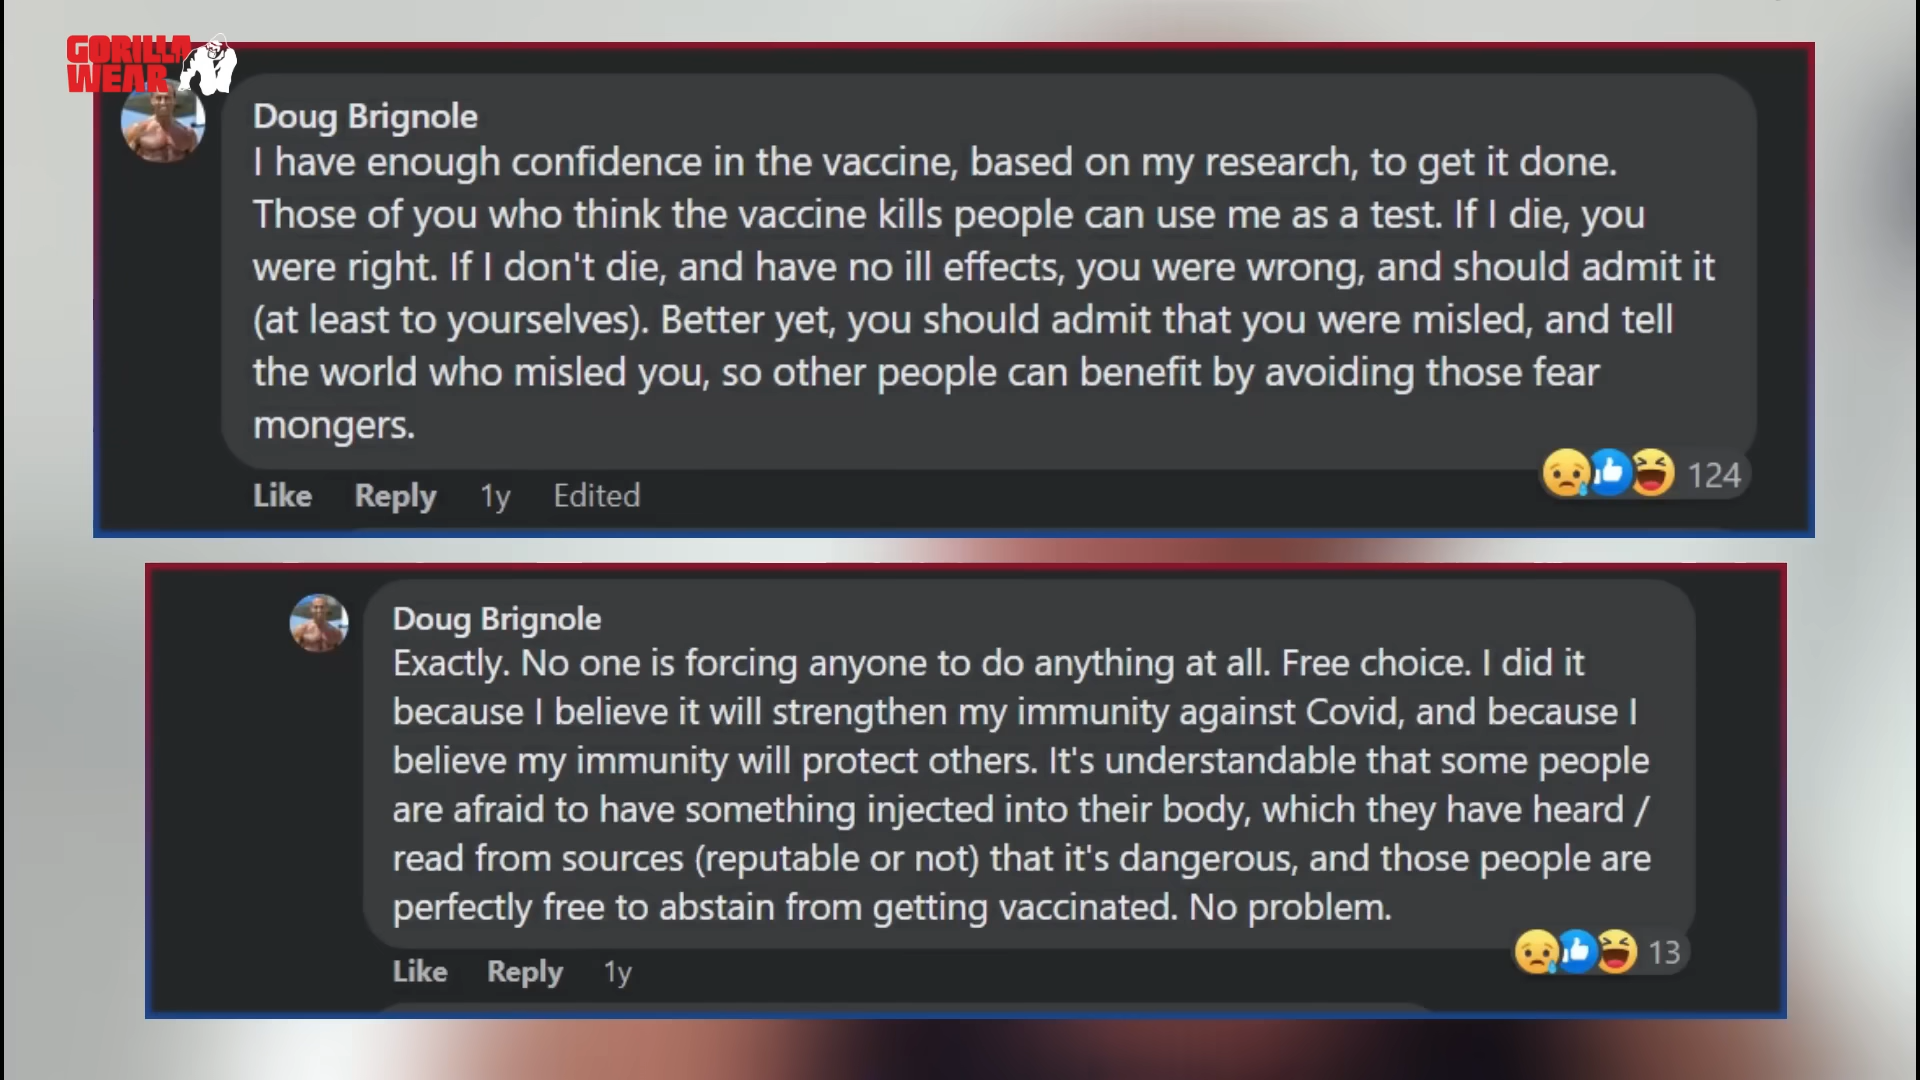 GORILLA
WEAR
Doug Brignole
I have enough confidence in the vaccine, based on my research, to get it done.
Those of you who think the vaccine kills people can use me as a test. If I die, you
were right. If I don't die, and have no ill effects, you were wrong, and should admit it
(at least to yourselves). Better yet, you should admit that you were misled, and tell
the world who misled you, so other people can benefit by avoiding those fear
mongers.
124
Like Reply 1y Edited
Doug Brignole
Exactly. No one is forcing anyone to do anything at all. Free choice. I did it
because I believe it will strengthen my immunity against Covid, and because I
believe my immunity will protect others. It's understandable that some people
are afraid to have something injected into their body, which they have heard /
read from sources (reputable or not) that it's dangerous, and those people are
perfectly free to abstain from getting vaccinated. No problem.
13
Like Reply 1y